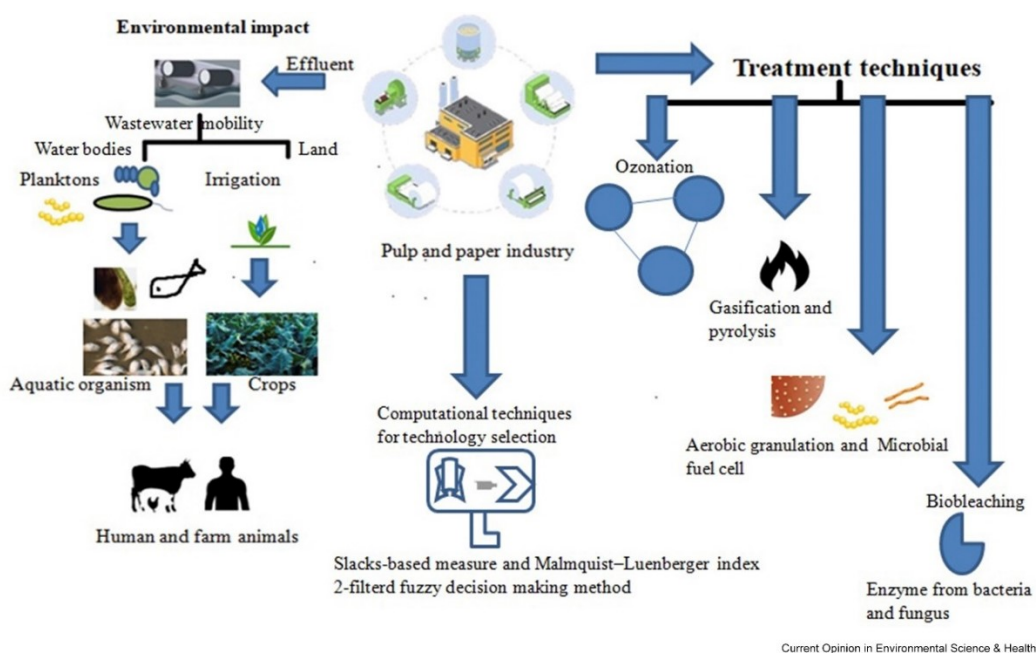 Environmental impact
Effluent
Wastewater mobility
Water bodies
Land
Planktons
Irrigation
Aquatic organism
Crops
Human and farm animals
Pulp and paper industry
Computational techniques
for technology selection
Slacks-based measure and Malmquist–Luenberger index
2-filterd fuzzy decision making method
Treatment techniques
Ozonation
Gasification and
pyrolysis
Aerobic granulation and Microbial
fuel cell
Biobleaching
Enzyme from bacteria
and fungus
Current Opinion in Environmental Science & Health